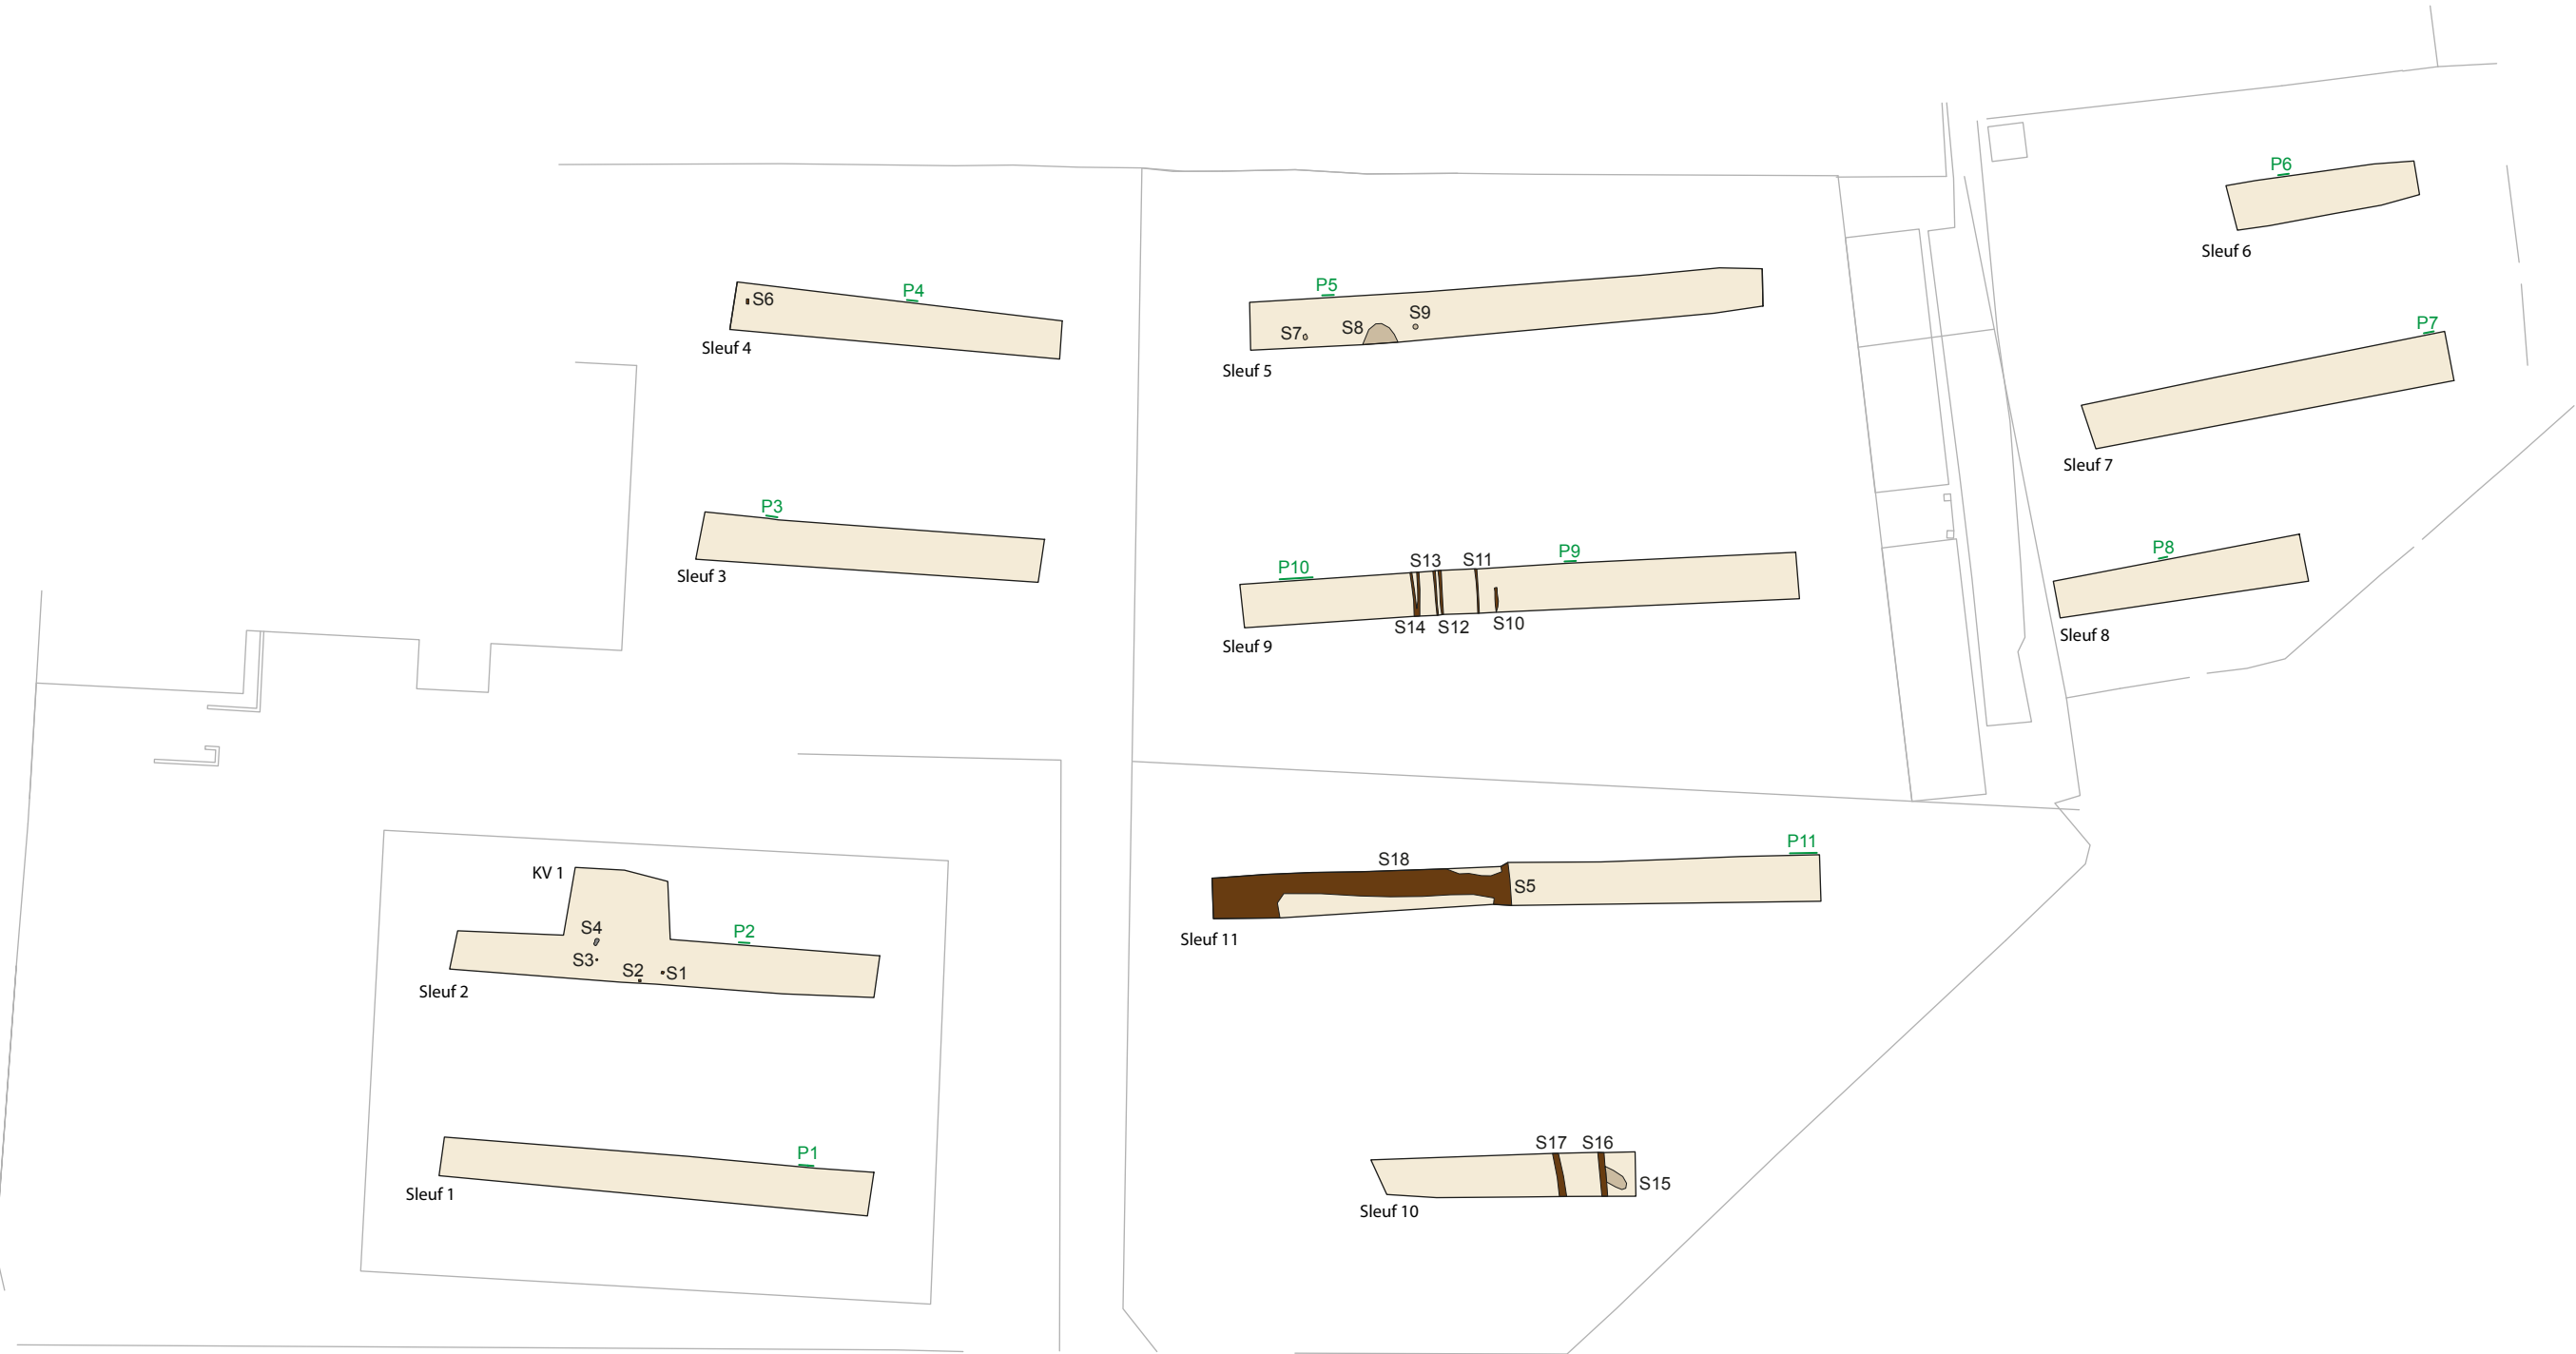 P6
Sleuf 6
P4
S6
Sleuf 4
P5
S7
S8
S9
Sleuf 5
P7
Sleuf 7
P3
Sleuf 3
P10
S13
S11
P9
S14
S12
S10
Sleuf 9
P8
Sleuf 8
KV 1
S4
S3
S2
S1
P2
Sleuf 2
S18
S5
P11
Sleuf 11
P1
Sleuf 1
S17
S16
S15
Sleuf 10